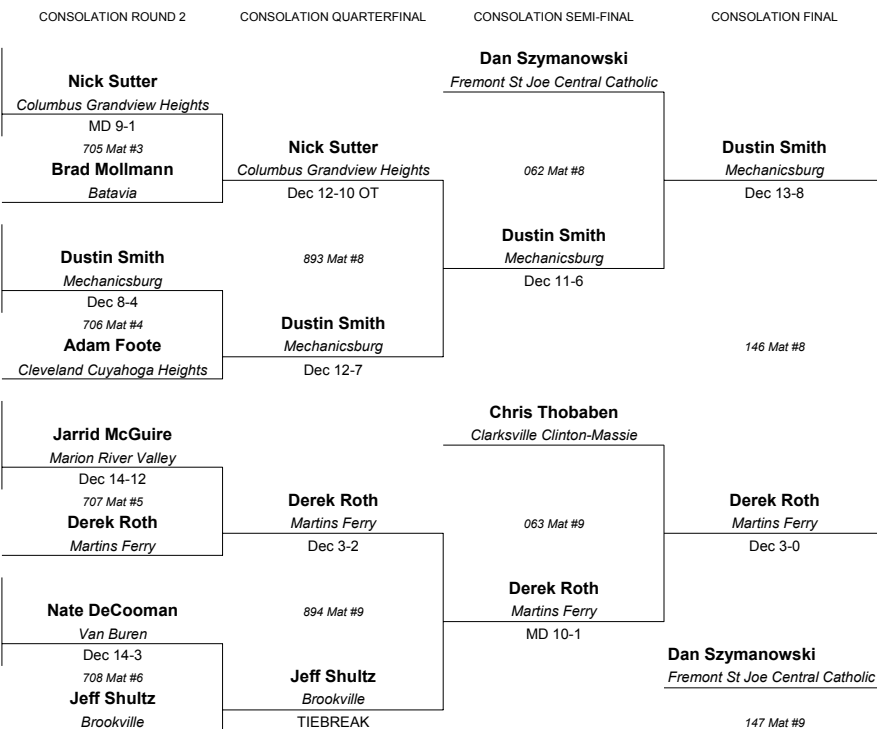 CONSOLATION ROUND 2
CONSOLATION QUARTERFINAL
CONSOLATION SEMI-FINAL
CONSOLATION FINAL
Nick Sutter
Columbus Grandview Heights
MD 9-1
705 Mat #3
Brad Mollmann
Batavia
Dustin Smith
Mechanicsburg
Dec 8-4
706 Mat #4
Adam Foote
Cleveland Cuyahoga Heights
Jarrid McGuire
Marion River Valley
Dec 14-12
707 Mat #5
Derek Roth
Martins Ferry
Nate DeCooman
Van Buren
Dec 14-3
708 Mat #6
Jeff Shultz
Brookville
Nick Sutter
Columbus Grandview Heights
Dec 12-10 OT
893 Mat #8
Dustin Smith
Mechanicsburg
Dec 12-7
Derek Roth
Martins Ferry
Dec 3-2
894 Mat #9
Jeff Shultz
Brookville
TIEBREAK
Dan Szymanowski
Fremont St Joe Central Catholic
062 Mat #8
Dustin Smith
Mechanicsburg
Dec 11-6
Chris Thobaben
Clarksville Clinton-Massie
063 Mat #9
Derek Roth
Martins Ferry
MD 10-1
Dustin Smith
Mechanicsburg
Dec 13-8
146 Mat #8
Derek Roth
Martins Ferry
Dec 3-0
Dan Szymanowski
Fremont St Joe Central Catholic
147 Mat #9